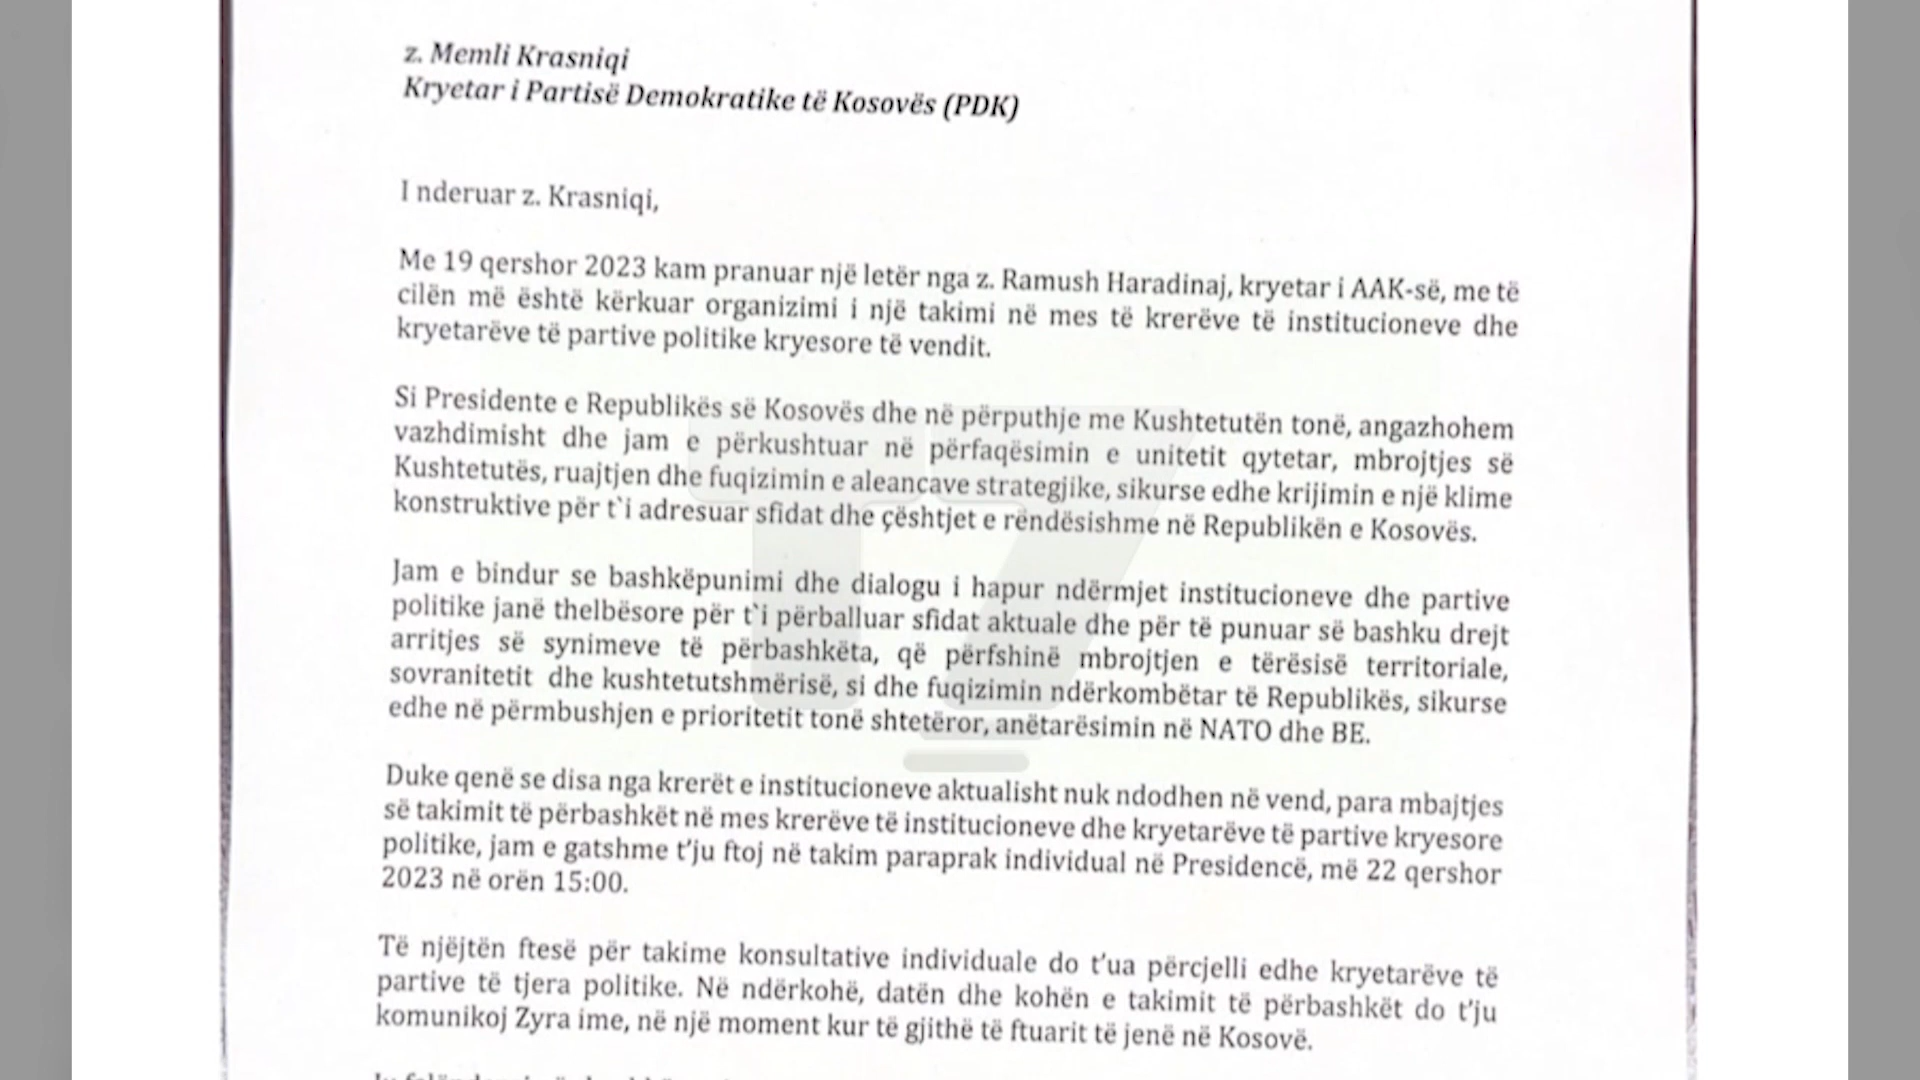 z. Memli Krasniqi
Kryetar i Partisë Demokratike të Kosovës (PDK)
I nderuar z. Krasniqi,
Me 19 qershor 2023 kam pranuar një letër nga z. Ramush Haradinaj, kryetar i AAK-së, me të
cilën më është kërkuar organizimi i një takimi në mes të krerëve të institucioneve dhe
kryetarëve të partive politike kryesore të vendit.
Si Presidente e Republikës së Kosovës dhe në përputhje me Kushtetutën tonë, angazhohem
vazhdimisht dhe jam e përkushtuar në përfaqësimin e unitetit qytetar, mbrojtjes së
Kushtetutës, ruajtjen dhe fuqizimin e aleancave strategjike, sikurse edhe krijimin e një klime
konstruktive për t`i adresuar sfidat dhe çështjet e rëndësishme në Republikën e Kosovës.
Jam e bindur se bashkëpunimi dhe dialogu i hapur ndërmjet institucioneve dhe partive
politike janë thelbësore për t`i përballuar sfidat aktuale dhe për të punuar së bashku drejt
arritjes së synimeve të përbashkëta, që përfshinë mbrojtjen e tërësisë territoriale,
sovranitetit dhe kushtetutshmërisë, si dhe fuqizimin ndërkombëtar të Republikës, sikurse
edhe në përmbushjen e prioritetit tonë shtetëror, anëtarësimin në NATO dhe BE.
Duke qenë se disa nga krerët e institucioneve aktualisht nuk ndodhen në vend, para mbajtjes
së takimit të përbashkët në mes krerëve të institucioneve dhe kryetarëve të partive kryesore
politike, jam e gatshme t’ju ftoj në takim paraprak individual në Presidencë, më 22 qershor
2023 në orën 15:00.
Të njëjtën ftesë për takime konsultative individuale do t’ua përcjelli edhe kryetarëve të
partive të tjera politike. Në ndërkohë, datën dhe kohën e takimit të përbashkët do t’ju
komunikoj Zyra ime, në një moment kur të gjithë të ftuarit të jenë në Kosovë.
T7